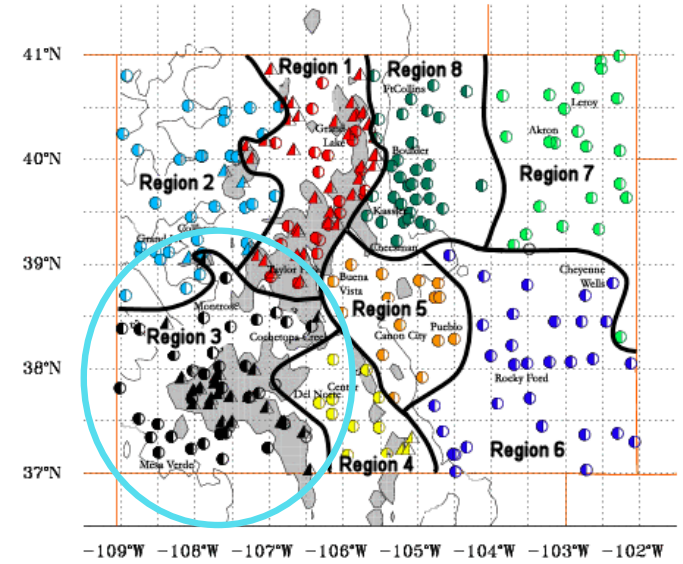 41°N
Region 1
Region 8
FtCollins
Leroy
Grand
Lake
Akron
Boulder
40°N
Region 2
Region 7
Kassler
Grand
Cheesman
39°N
Taylor
Buena
Vista
Cheyenne
Wells
Montrose
Region 5
Region 3
Cochetopa Creek
Canon City
Pueblo
38°N
Rocky Ford
Center
Del Norte
Region 6
Mesa Verde
Region 4
37°N
-109°W -108°W -107°W -106°W -105°W -104°W -103°W -102°W